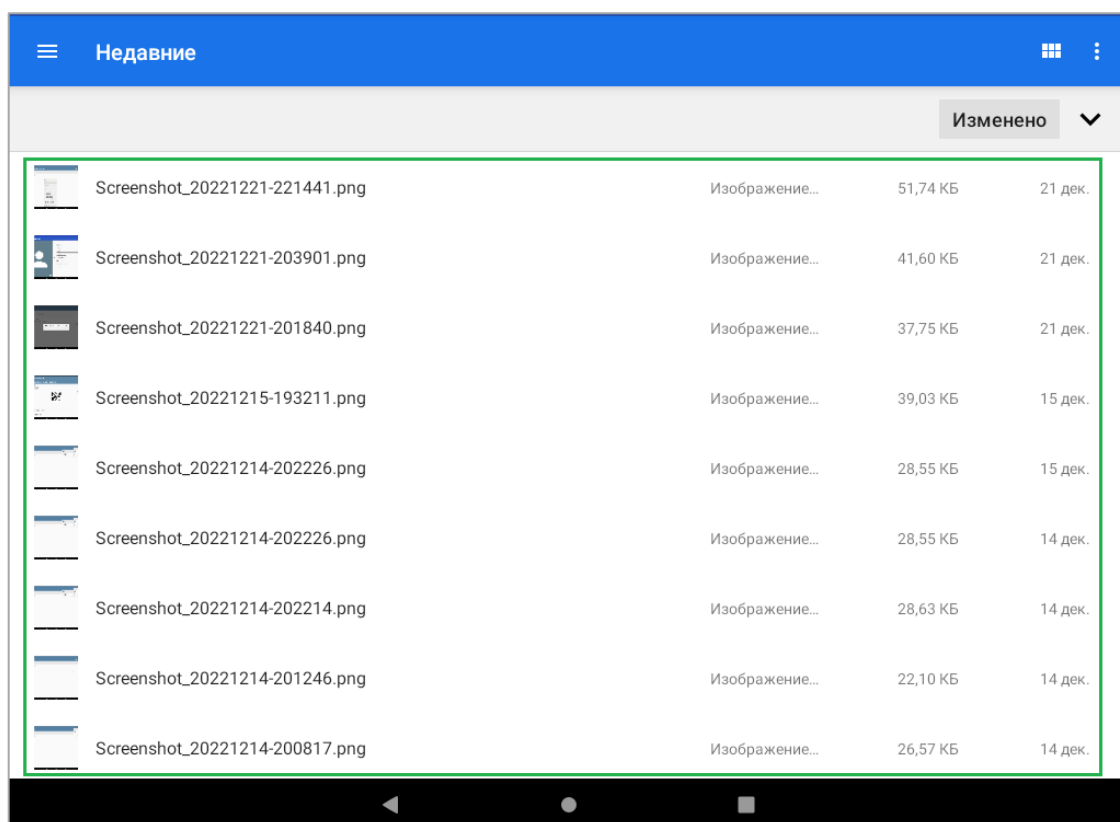 Недавние
Изменено
Screenshot_20221221-221441.png Изображение... 51,74 КБ 21 дек.
Screenshot_20221221-203901.png Изображение... 41,60 КБ 21 дек.
Screenshot_20221221-201840.png Изображение... 37,75 КБ 21 дек.
Screenshot_20221215-193211.png Изображение... 39,03 КБ 15 дек.
Screenshot_20221214-202226.png Изображение... 28,55 КБ 15 дек.
Screenshot_20221214-202226.png Изображение... 28,55 КБ 14 дек.
Screenshot_20221214-202214.png Изображение... 28,63 КБ 14 дек.
Screenshot_20221214-201246.png Изображение... 22,10 КБ 14 дек.
Screenshot_20221214-200817.png Изображение... 26,57 КБ 14 дек.